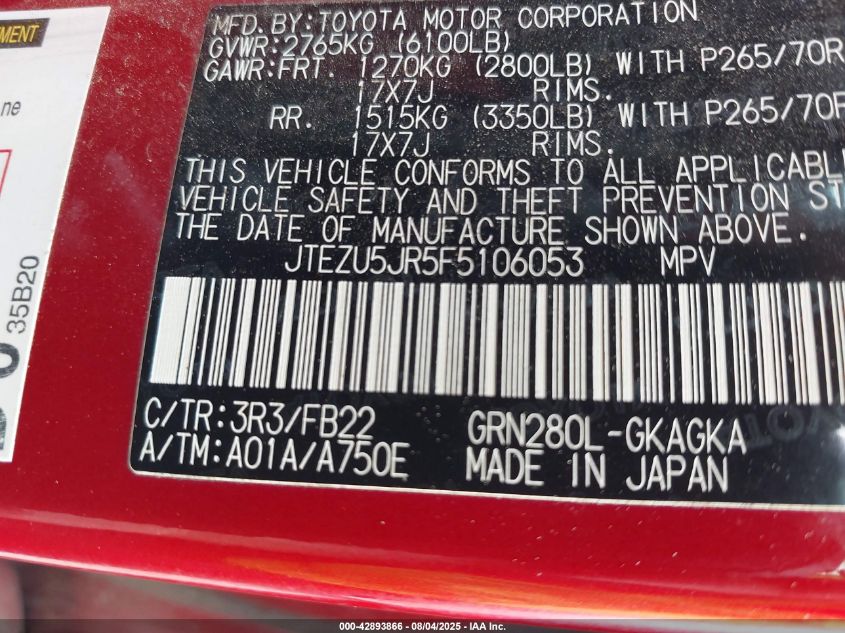 MFD. BY: TOYOTA MOTOR CORPORATION
GVWR: 2765KG (6100LB)
GAWR: FRT. 1270KG (2800LB) WITH P265/70R
17X7J RIMS.
RR. 1515KG (3350LB) WITH P265/70R
17X7J RIMS.
THIS VEHICLE CONFORMS TO ALL APPLICABL
VEHICLE SAFETY AND THEFT PREVENTION ST
THE DATE OF MANUFACTURE SHOWN ABOVE.
JTEZU5JR5F5106053 MPV
C/TR: 3R3/FB22 GRN280L-GKAGKA
A/TM: A01A/A750E MADE IN JAPAN
MENT
ne
35B20
000-42893866 - 08/04/2025 - IAA Inc.